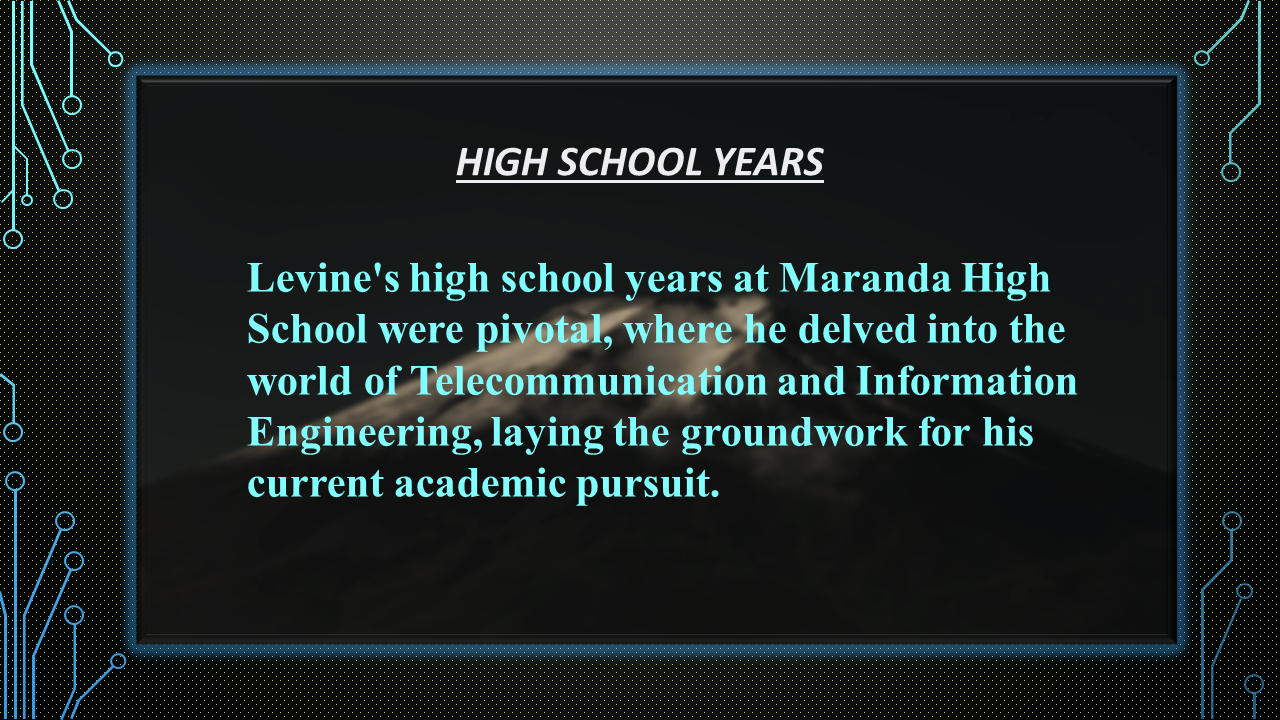 HIGH SCHOOL YEARS
Levine's high school years at Maranda High
School were pivotal, where he delved into the
world of Telecommunication and Information
Engineering, laying the groundwork for his
current academic pursuit.